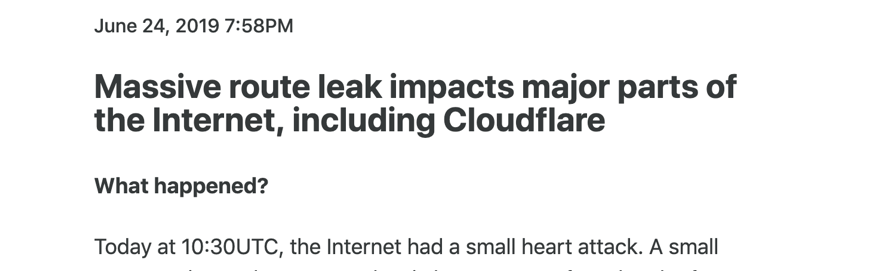 June 24, 2019 7:58PM
Massive route leak impacts major parts of
the Internet, including Cloudflare
What happened?
Today at 10:30UTC, the Internet had a small heart attack. A small